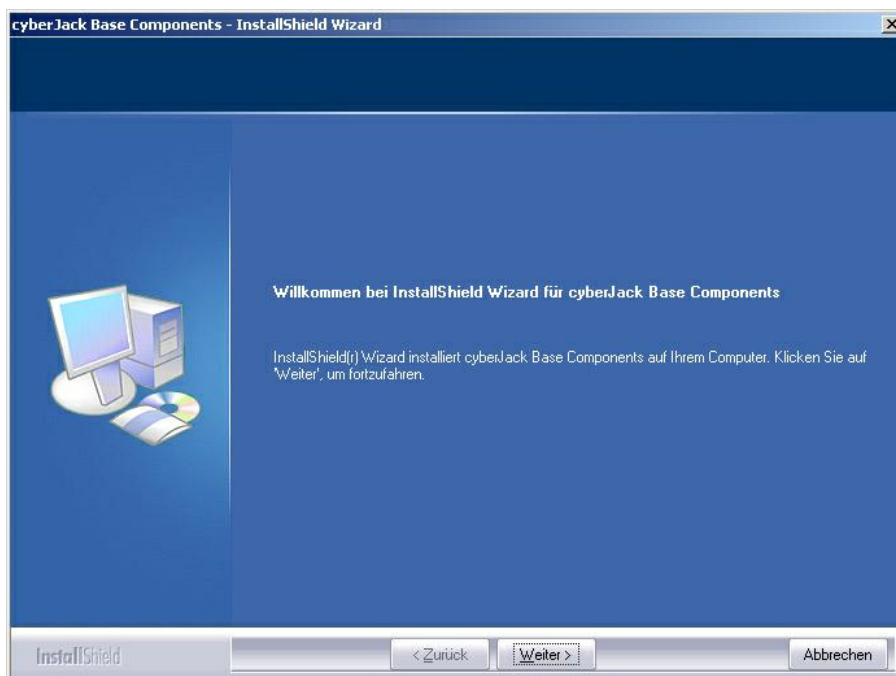 cyberJack Base Components - InstallShield Wizard
Willkommen bei InstallShield Wizard für cyberJack Base Components
InstallShield(r) Wizard installiert cyberJack Base Components auf Ihrem Computer. Klicken Sie auf
'Weiter', um fortzufahren.
InstallShield
< Zurück
Weiter >
Abbrechen